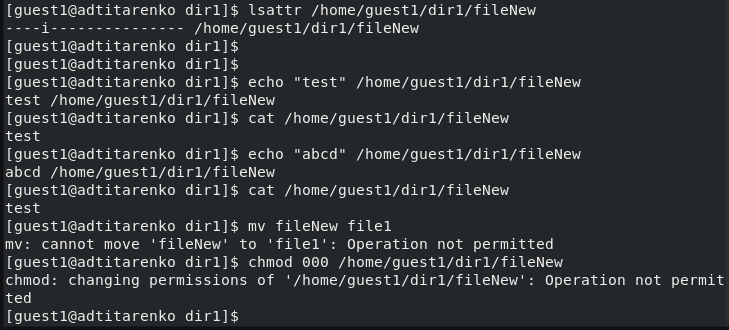 [guest1@adtitarenko dir1]$ lsattr /home/guest1/dir1/fileNew
----i--------------- /home/guest1/dir1/fileNew
[guest1@adtitarenko dir1]$
[guest1@adtitarenko dir1]$
[guest1@adtitarenko dir1]$ echo "test" /home/guest1/dir1/fileNew
test /home/guest1/dir1/fileNew
[guest1@adtitarenko dir1]$ cat /home/guest1/dir1/fileNew
test
[guest1@adtitarenko dir1]$ echo "abcd" /home/guest1/dir1/fileNew
abcd /home/guest1/dir1/fileNew
[guest1@adtitarenko dir1]$ cat /home/guest1/dir1/fileNew
test
[guest1@adtitarenko dir1]$ mv fileNew file1
mv: cannot move 'fileNew' to 'file1': Operation not permitted
[guest1@adtitarenko dir1]$ chmod 000 /home/guest1/dir1/fileNew
chmod: changing permissions of '/home/guest1/dir1/fileNew': Operation not permit
ted
[guest1@adtitarenko dir1]$